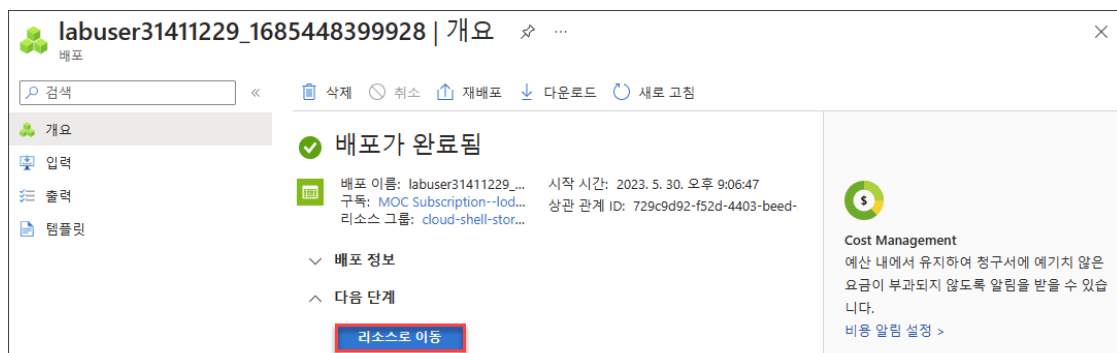 labuser31411229_1685448399928 | 개요
배포
검색
삭제 취소 재배포 다운로드 새로 고침
개요
입력
출력
템플릿
배포가 완료됨
배포 이름: labuser31411229_... 시작 시간: 2023. 5. 30. 오후 9:06:47
구독: MOC Subscription--lod... 상관 관계 ID: 729c9d92-f52d-4403-beed-
리소스 그룹: cloud-shell-stor...
배포 정보
다음 단계
리소스로 이동
Cost Management
예산 내에서 유지하여 청구서에 예기치 않은
요금이 부과되지 않도록 알림을 받을 수 있습
니다.
비용 알림 설정 >